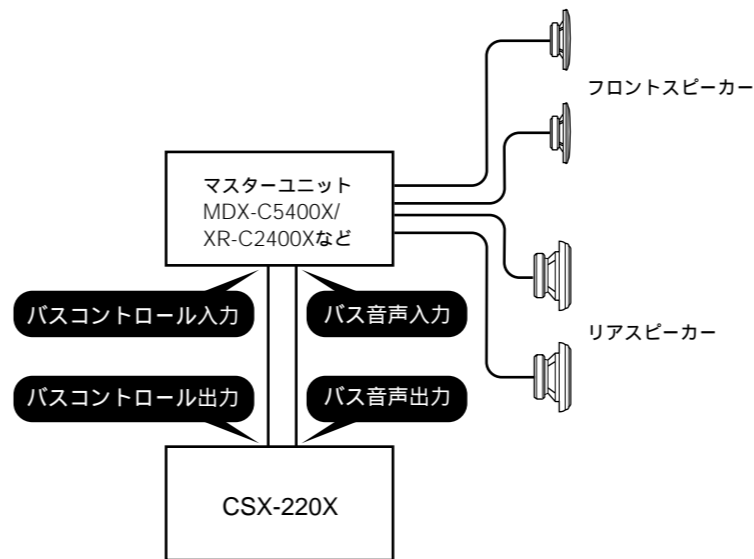 フロントスピーカー
マスターユニット
MDX-C5400X/
XR-C2400Xなど
バスコントロール入力
バス音声入力
リアスピーカー
バスコントロール出力
バス音声出力
CSX-220X